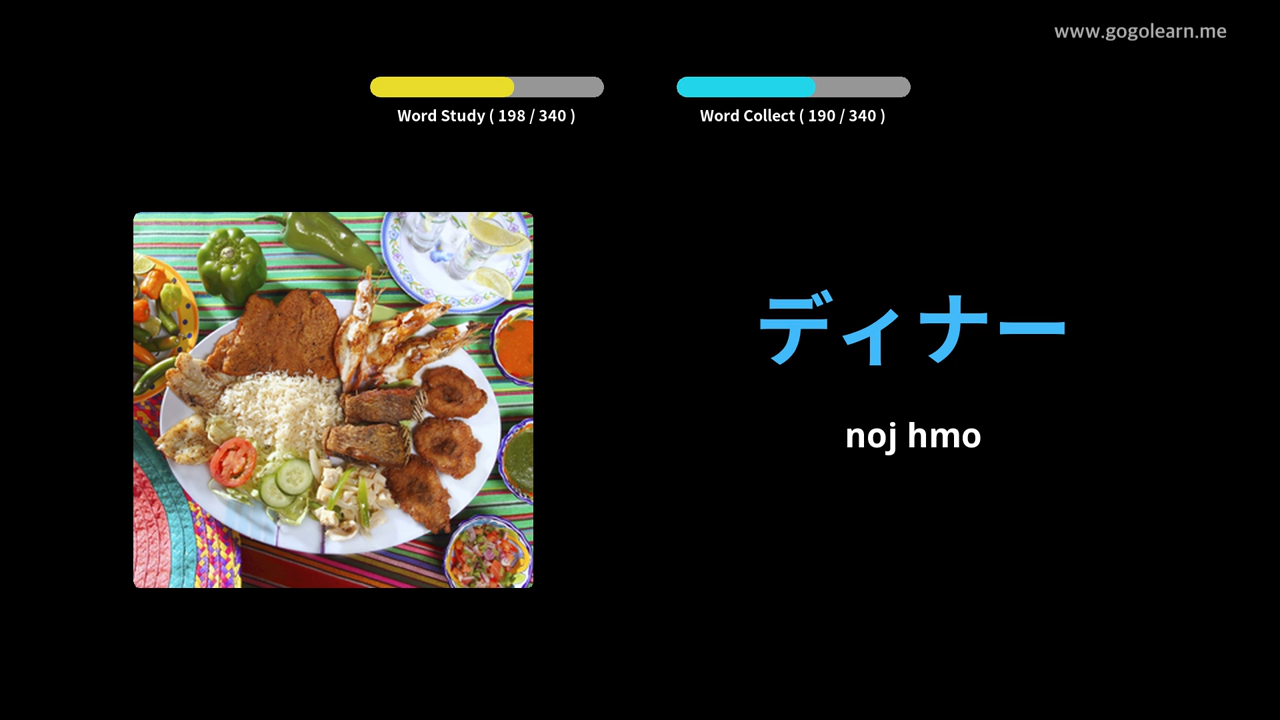 www.gogolearn.me
Word Study ( 198 / 340 )
Word Collect ( 190 / 340 )
ディナー
noj hmo